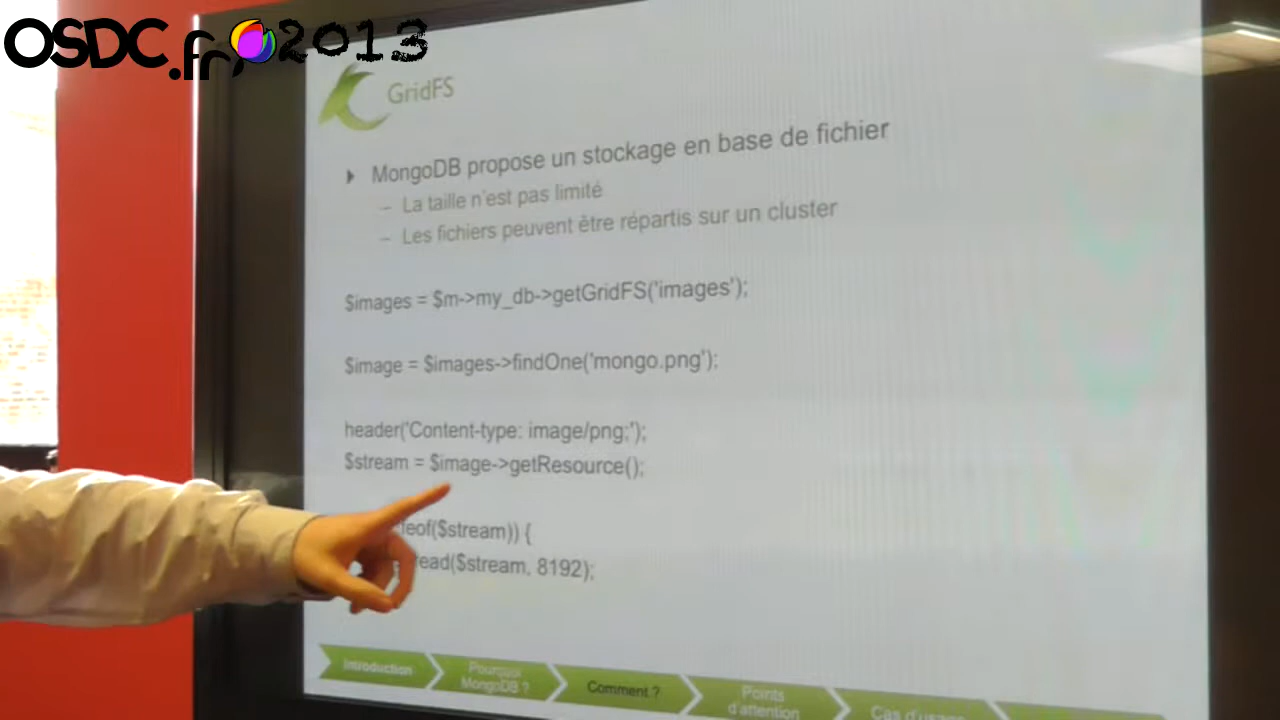 OSDC.fr 2013
GridFS
MongoDB propose un stockage en base de fichier
– La taille n'est pas limité
– Les fichiers peuvent être répartis sur un cluster
$images = $m->my_db->getGridFS('images');
$image = $images->findOne('mongo.png');
header('Content-type: image/png;');
$stream = $image->getResource();
feof($stream)) {
read($stream, 8192);
Introduction
Pourquoi
MongoDB ?
Comment ?
Points
d'attention
Cas d'usage